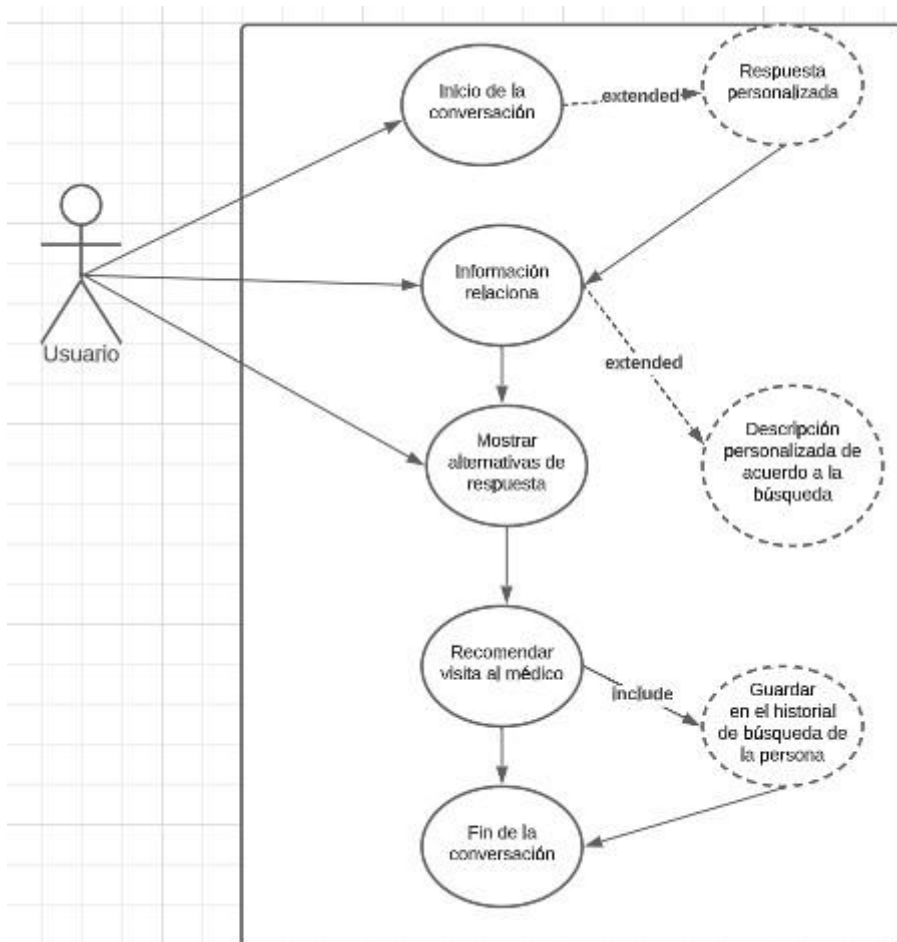 Inicio de la
conversación
extended
Respuesta
personalizada
Usuario
Información
relaciona
extended
Mostrar
alternativas de
respuesta
Descripción
personalizada de
acuerdo a la
búsqueda
Recomendar
visita al médico
include
Guardar
en el historial
de búsqueda de
la persona
Fin de la
conversación